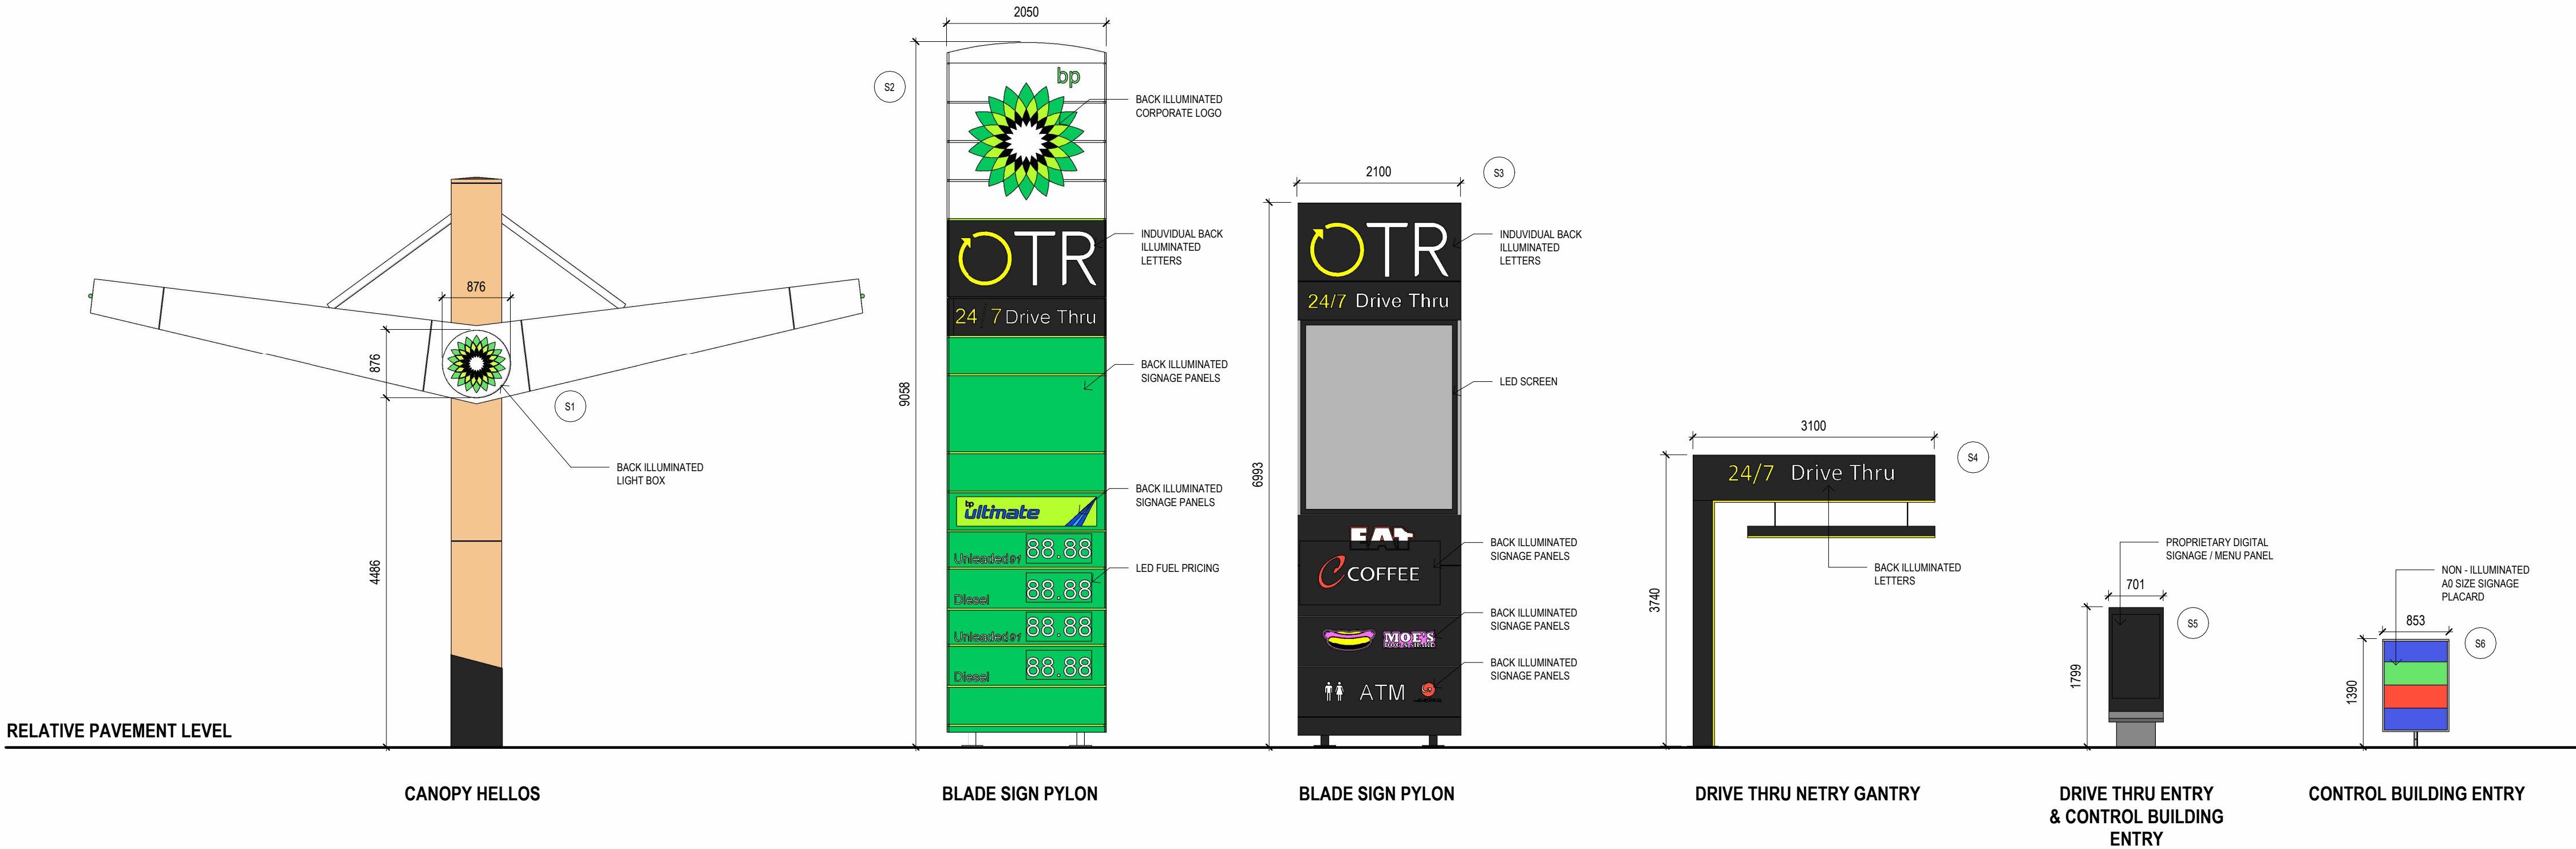 2050
S2
bp
BACK ILLUMINATED
CORPORATE LOGO
OTR
INDUVIDUAL BACK
ILLUMINATED
LETTERS
24/7 Drive Thru
BACK ILLUMINATED
SIGNAGE PANELS
9058
bp
ultimate
BACK ILLUMINATED
SIGNAGE PANELS
Unleaded91 88.88
LED FUEL PRICING
Diesel 88.88
Unleaded91 88.88
Diesel 88.88
876
876
S1
BACK ILLUMINATED
LIGHT BOX
4486
2100
S3
OTR
INDUVIDUAL BACK
ILLUMINATED
LETTERS
24/7 Drive Thru
LED SCREEN
6993
EAT
COFFEE
BACK ILLUMINATED
SIGNAGE PANELS
MOE'S
BACK ILLUMINATED
SIGNAGE PANELS
ATM
BACK ILLUMINATED
SIGNAGE PANELS
3100
S4
24/7 Drive Thru
BACK ILLUMINATED
LETTERS
3740
PROPRIETARY DIGITAL
SIGNAGE / MENU PANEL
701
S5
1799
NON - ILLUMINATED
A0 SIZE SIGNAGE
PLACARD
853
S6
1390
RELATIVE PAVEMENT LEVEL
CANOPY HELLOS
BLADE SIGN PYLON
BLADE SIGN PYLON
DRIVE THRU NETRY GANTRY
DRIVE THRU ENTRY
& CONTROL BUILDING
ENTRY
CONTROL BUILDING ENTRY